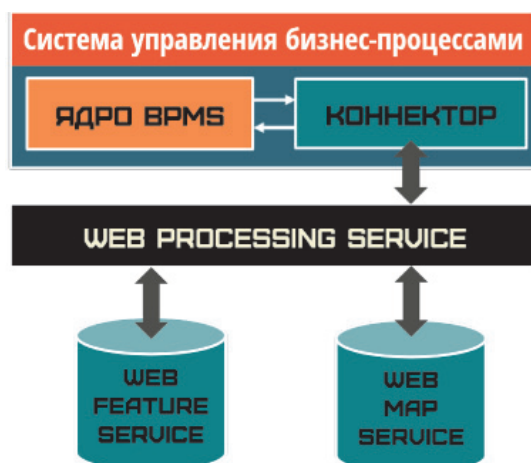 Система управления бизнес-процессами
ЯДРО BPMS
КОННЕКТОР
WEB PROCESSING SERVICE
WEB
FEATURE
SERVICE
WEB
MAP
SERVICE